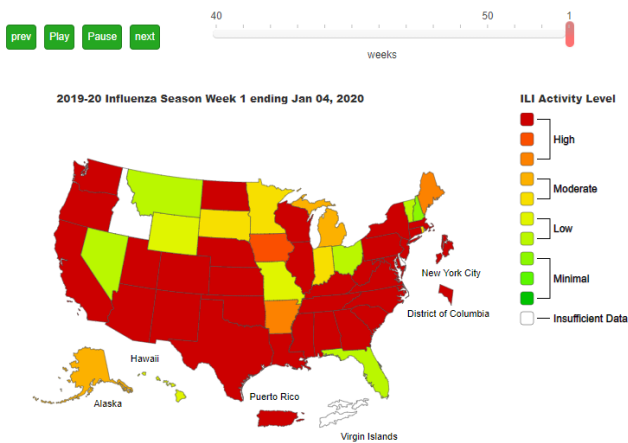 40 50 1
prev Play Pause next
weeks
2019-20 Influenza Season Week 1 ending Jan 04, 2020
ILI Activity Level
High
Moderate
Low
Minimal
Insufficient Data
New York City
District of Columbia
Hawaii
Alaska
Puerto Rico
Virgin Islands